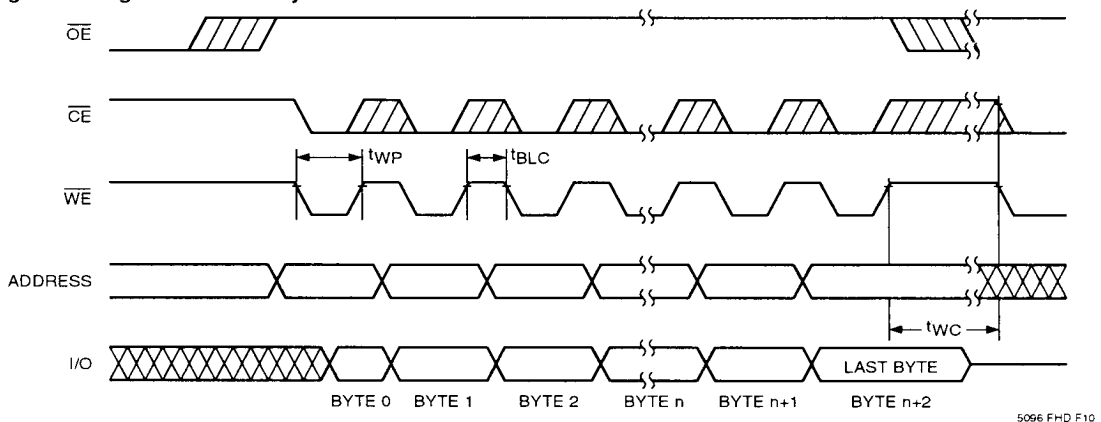 OE
CE
tWP
tBLC
WE
ADDRESS
tWC
I/O
LAST BYTE
BYTE 0 BYTE 1 BYTE 2 BYTE n BYTE n+1 BYTE n+2
5096 FHD F10